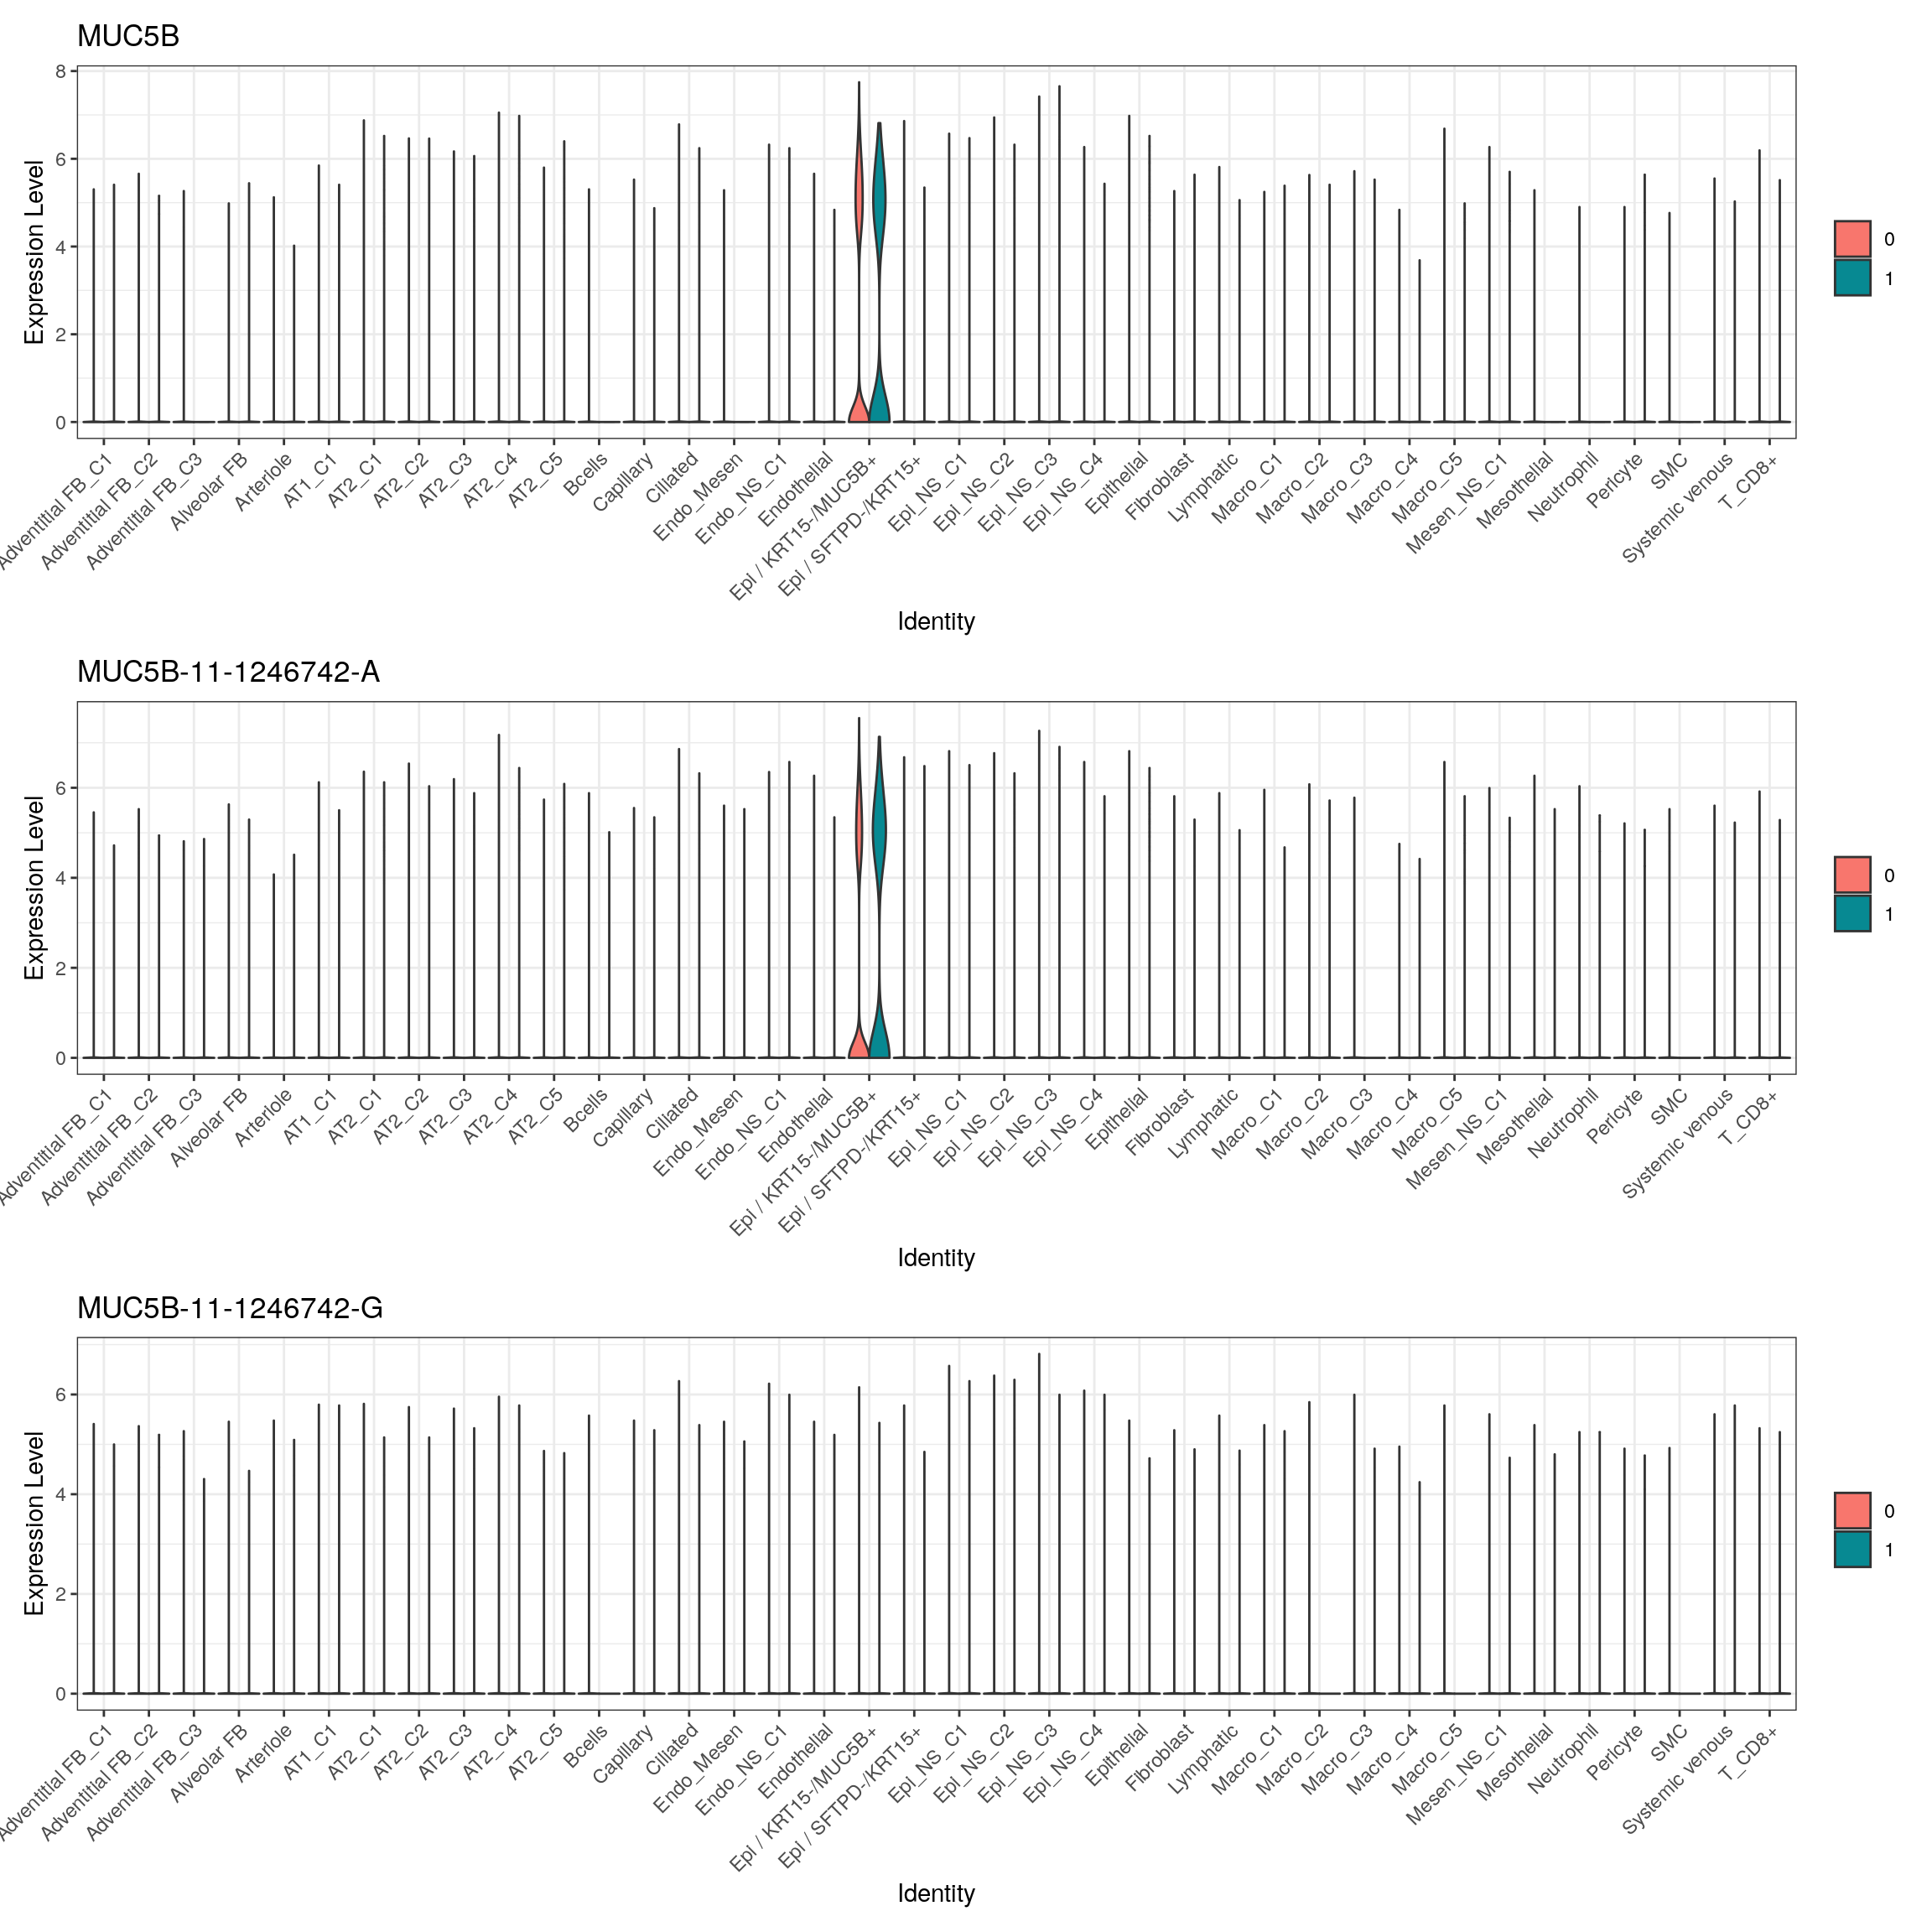 MUC5B
8
6
4
2
0
Expression Level
0
1
Adventitial FB_C1
Adventitial FB_C2
Adventitial FB_C3
Alveolar FB
Arteriole
AT1_C1
AT2_C1
AT2_C2
AT2_C3
AT2_C4
AT2_C5
Bcells
Capillary
Ciliated
Endo_Mesen
Endo_NS_C1
Endothelial
Epi / KRT15-/MUC5B+
Epi / SFTPD-/KRT15+
Epi_NS_C1
Epi_NS_C2
Epi_NS_C3
Epi_NS_C4
Epithelial
Fibroblast
Lymphatic
Macro_C1
Macro_C2
Macro_C3
Macro_C4
Macro_C5
Mesen_NS_C1
Mesothelial
Neutrophil
Pericyte
SMC
Systemic venous
T_CD8+
Identity
MUC5B-11-1246742-A
6
4
2
0
Expression Level
0
1
Adventitial FB_C1
Adventitial FB_C2
Adventitial FB_C3
Alveolar FB
Arteriole
AT1_C1
AT2_C1
AT2_C2
AT2_C3
AT2_C4
AT2_C5
Bcells
Capillary
Ciliated
Endo_Mesen
Endo_NS_C1
Endothelial
Epi / KRT15-/MUC5B+
Epi / SFTPD-/KRT15+
Epi_NS_C1
Epi_NS_C2
Epi_NS_C3
Epi_NS_C4
Epithelial
Fibroblast
Lymphatic
Macro_C1
Macro_C2
Macro_C3
Macro_C4
Macro_C5
Mesen_NS_C1
Mesothelial
Neutrophil
Pericyte
SMC
Systemic venous
T_CD8+
Identity
MUC5B-11-1246742-G
6
4
2
0
Expression Level
0
1
Adventitial FB_C1
Adventitial FB_C2
Adventitial FB_C3
Alveolar FB
Arteriole
AT1_C1
AT2_C1
AT2_C2
AT2_C3
AT2_C4
AT2_C5
Bcells
Capillary
Ciliated
Endo_Mesen
Endo_NS_C1
Endothelial
Epi / KRT15-/MUC5B+
Epi / SFTPD-/KRT15+
Epi_NS_C1
Epi_NS_C2
Epi_NS_C3
Epi_NS_C4
Epithelial
Fibroblast
Lymphatic
Macro_C1
Macro_C2
Macro_C3
Macro_C4
Macro_C5
Mesen_NS_C1
Mesothelial
Neutrophil
Pericyte
SMC
Systemic venous
T_CD8+
Identity